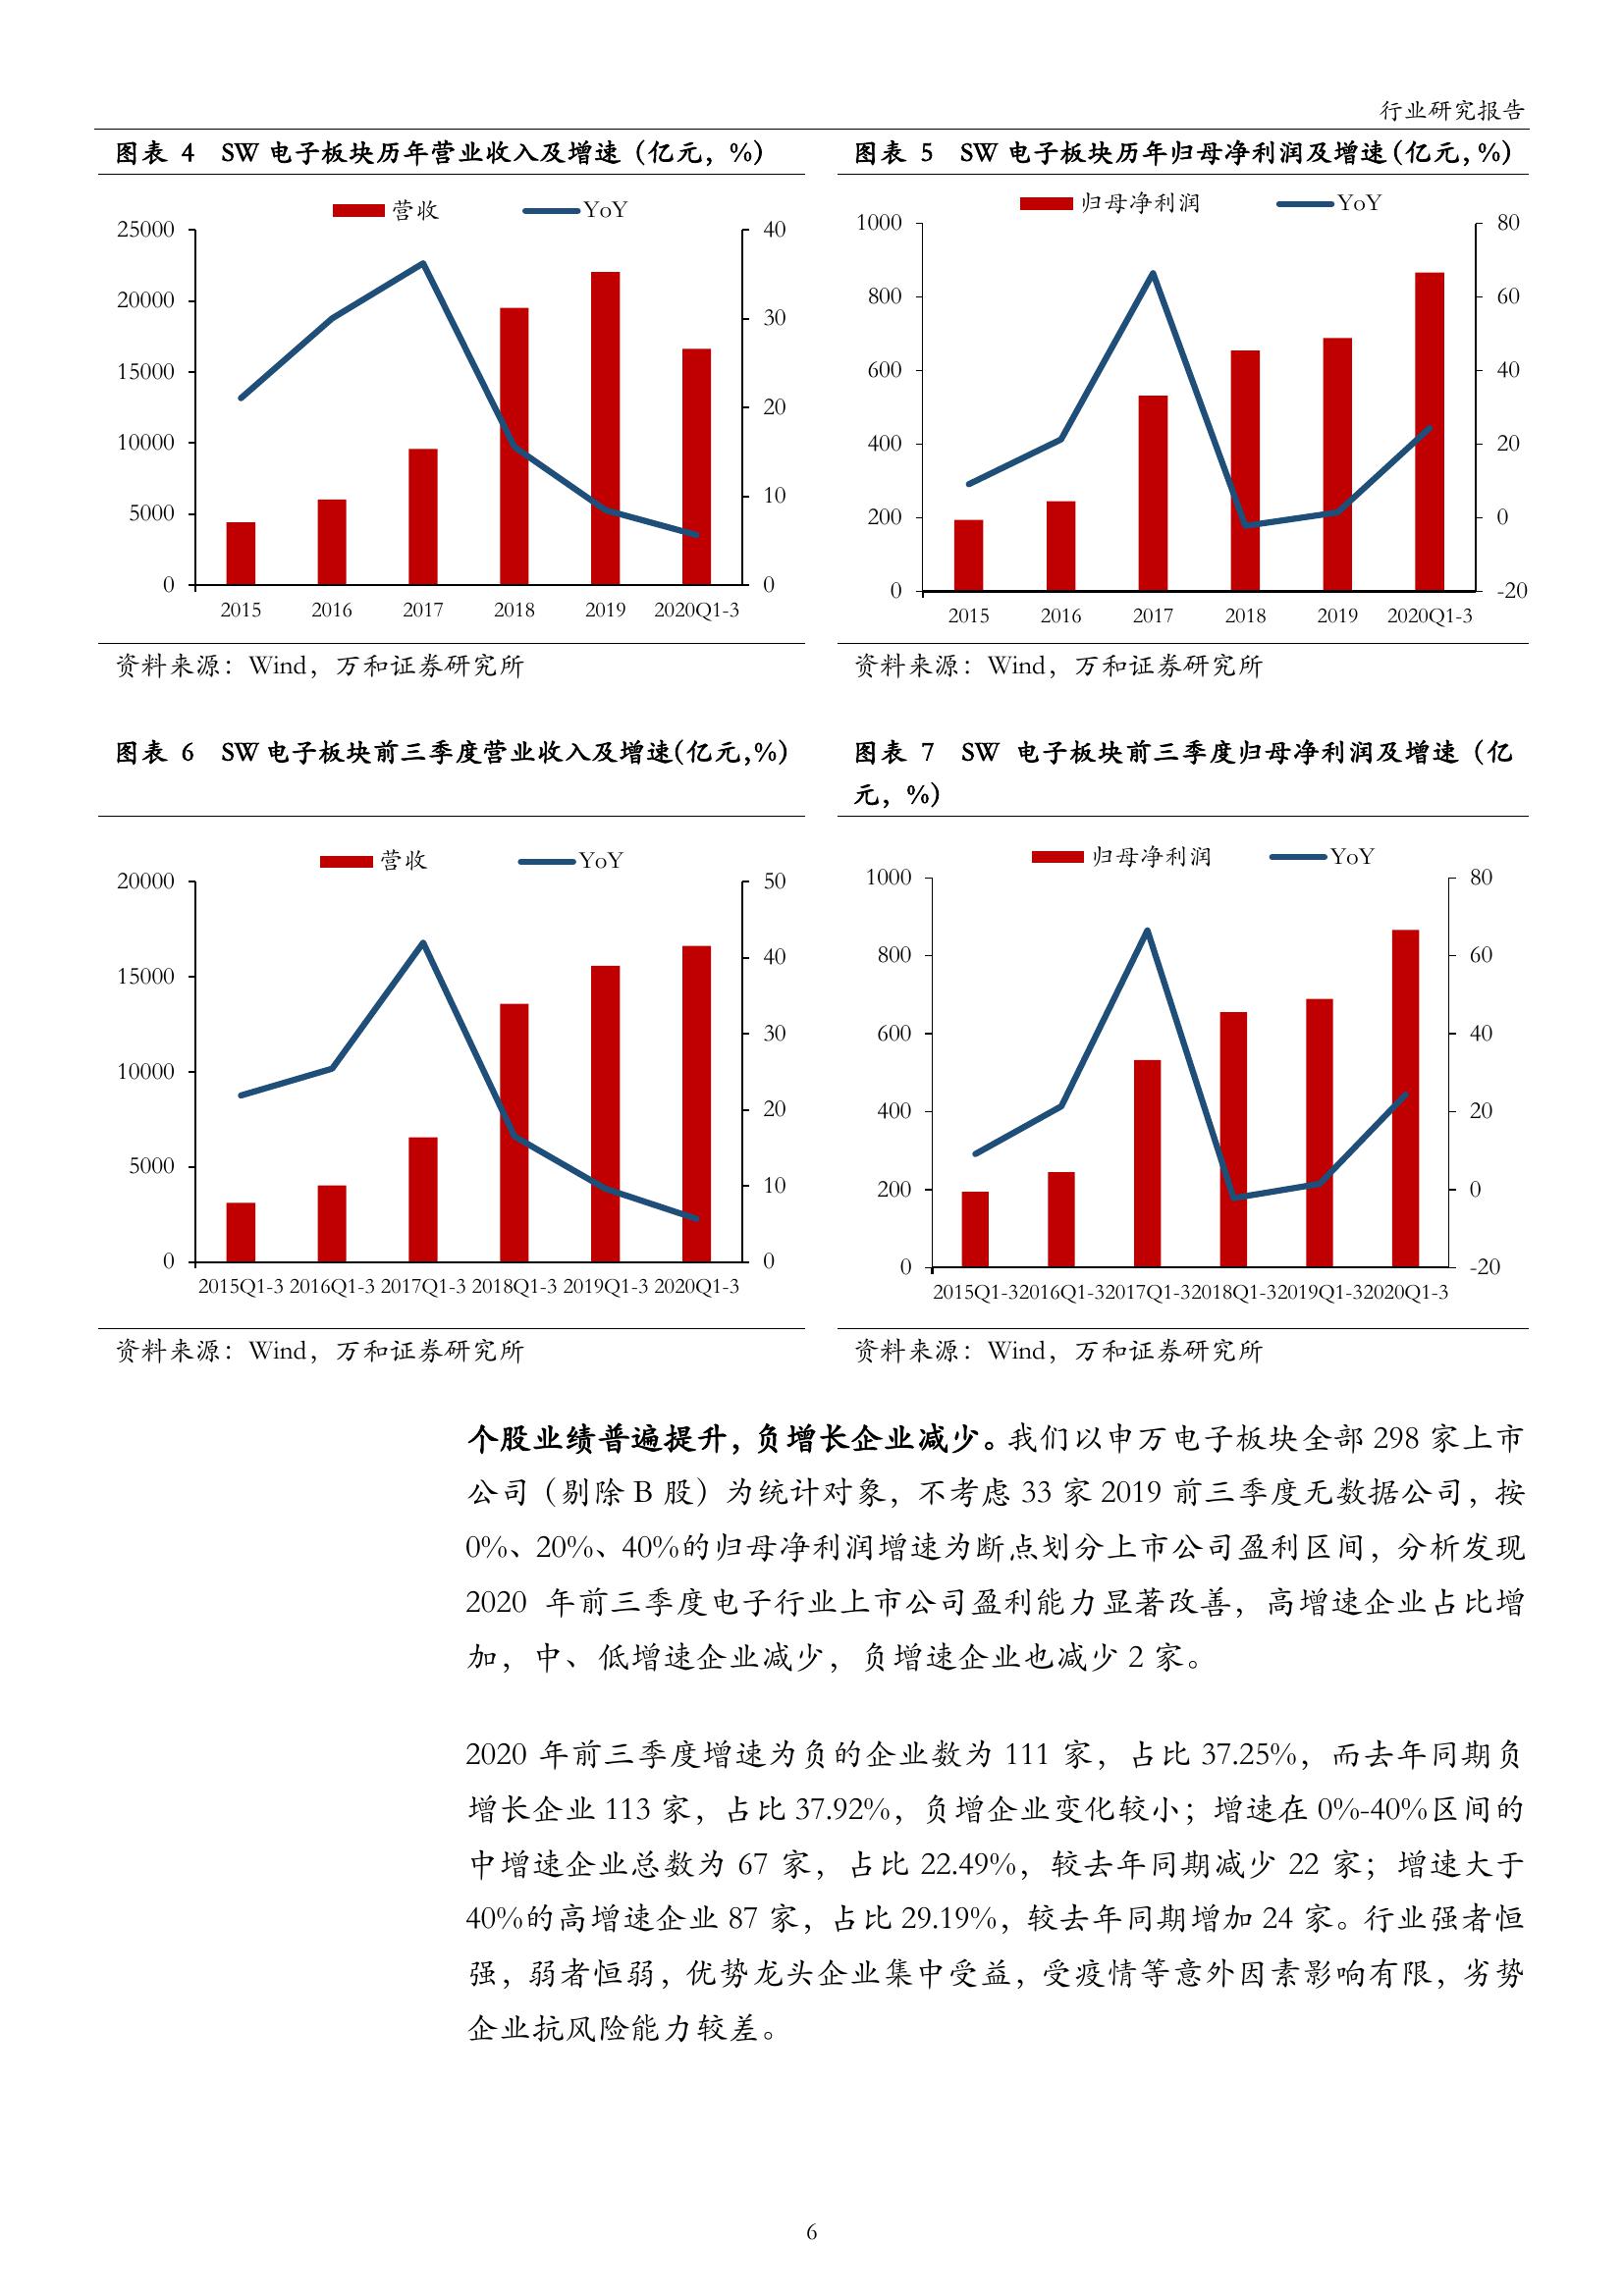 行业研究报告
图表 4 SW 电子板块历年营业收入及增速（亿元，%）
营收 YoY
25000
20000
15000
10000
5000
0
40
30
20
10
0
2015 2016 2017 2018 2019 2020Q1-3
资料来源：Wind，万和证券研究所
图表 5 SW 电子板块历年归母净利润及增速(亿元,%)
归母净利润 YoY
1000
800
600
400
200
0
80
60
40
20
0
-20
2015 2016 2017 2018 2019 2020Q1-3
资料来源：Wind，万和证券研究所
图表 6 SW 电子板块前三季度营业收入及增速(亿元,%)
营收 YoY
20000
15000
10000
5000
0
50
40
30
20
10
0
2015Q1-3 2016Q1-3 2017Q1-3 2018Q1-3 2019Q1-3 2020Q1-3
资料来源：Wind，万和证券研究所
图表 7 SW 电子板块前三季度归母净利润及增速（亿
元，%）
归母净利润 YoY
1000
800
600
400
200
0
80
60
40
20
0
-20
2015Q1-32016Q1-32017Q1-32018Q1-32019Q1-32020Q1-3
资料来源：Wind，万和证券研究所
个股业绩普遍提升，负增长企业减少。我们以申万电子板块全部 298 家上市
公司（剔除 B 股）为统计对象，不考虑 33 家 2019 前三季度无数据公司，按
0%、20%、40%的归母净利润增速为断点划分上市公司盈利区间，分析发现
2020 年前三季度电子行业上市公司盈利能力显著改善，高增速企业占比增
加，中、低增速企业减少，负增速企业也减少 2 家。
2020 年前三季度增速为负的企业数为 111 家，占比 37.25%，而去年同期负
增长企业 113 家，占比 37.92%，负增企业变化较小；增速在 0%-40%区间的
中增速企业总数为 67 家，占比 22.49%，较去年同期减少 22 家；增速大于
40%的高增速企业 87 家，占比 29.19%，较去年同期增加 24 家。行业强者恒
强，弱者恒弱，优势龙头企业集中受益，受疫情等意外因素影响有限，劣势
企业抗风险能力较差。
6